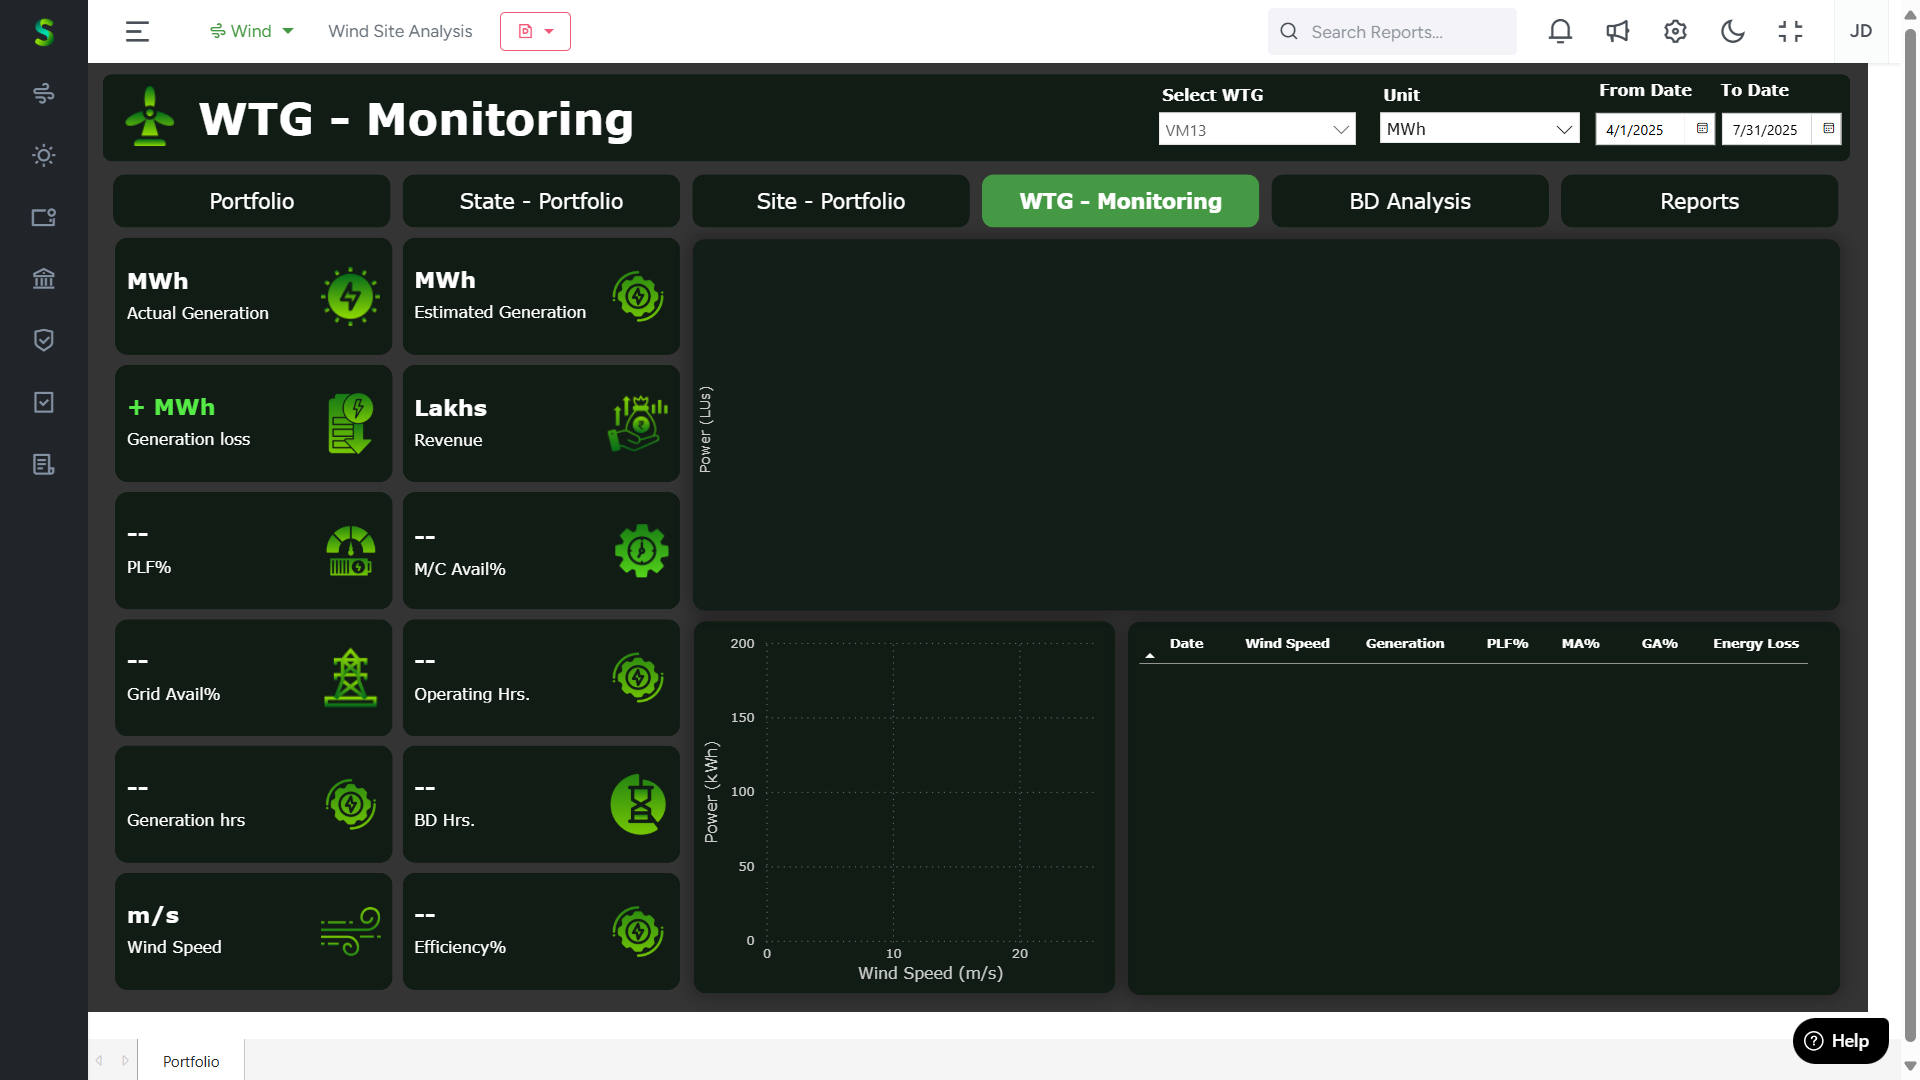 Wind
Wind Site Analysis
Search Reports...
JD
WTG - Monitoring
Select WTG
VM13
Unit
MWh
From Date
4/1/2025
To Date
7/31/2025
Portfolio
State - Portfolio
Site - Portfolio
WTG - Monitoring
BD Analysis
Reports
MWh
Actual Generation
MWh
Estimated Generation
+ MWh
Generation loss
Lakhs
Revenue
--
PLF%
--
M/C Avail%
--
Grid Avail%
--
Operating Hrs.
--
Generation hrs
--
BD Hrs.
m/s
Wind Speed
--
Efficiency%
Power (LUs)
200
150
100
50
0
0 10 20
Power (kWh)
Wind Speed (m/s)
Date Wind Speed Generation PLF% MA% GA% Energy Loss
Portfolio
Help